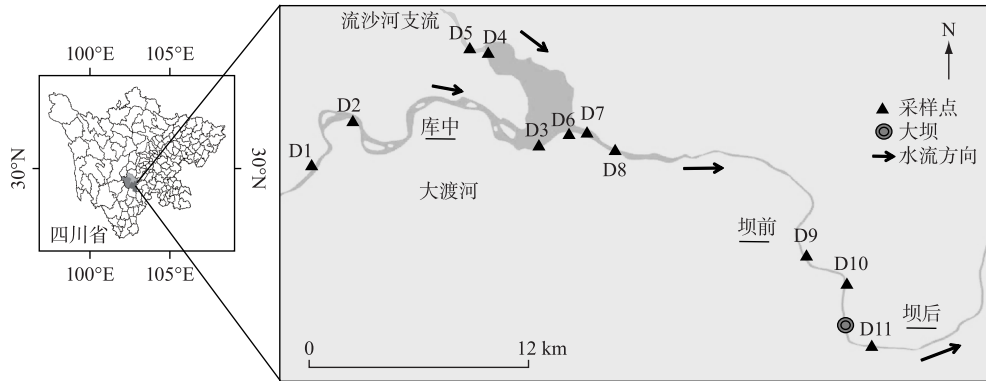 100°E 105°E
30°N
30°N
四川省
100°E 105°E
流沙河支流
D5 D4
D2
库中
D6 D7
D3
D1
D8
大渡河
坝前
D9
D10
坝后
D11
0 12 km
N
采样点
大坝
水流方向